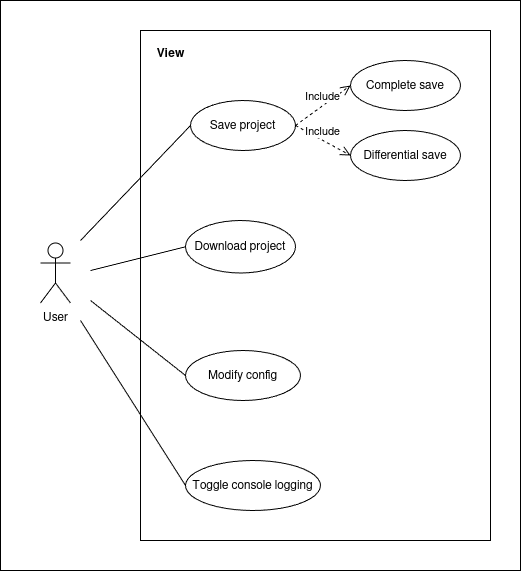 View
Complete save
Include
Save project
Include
Differential save
Download project
User
Modify config
Toggle console logging